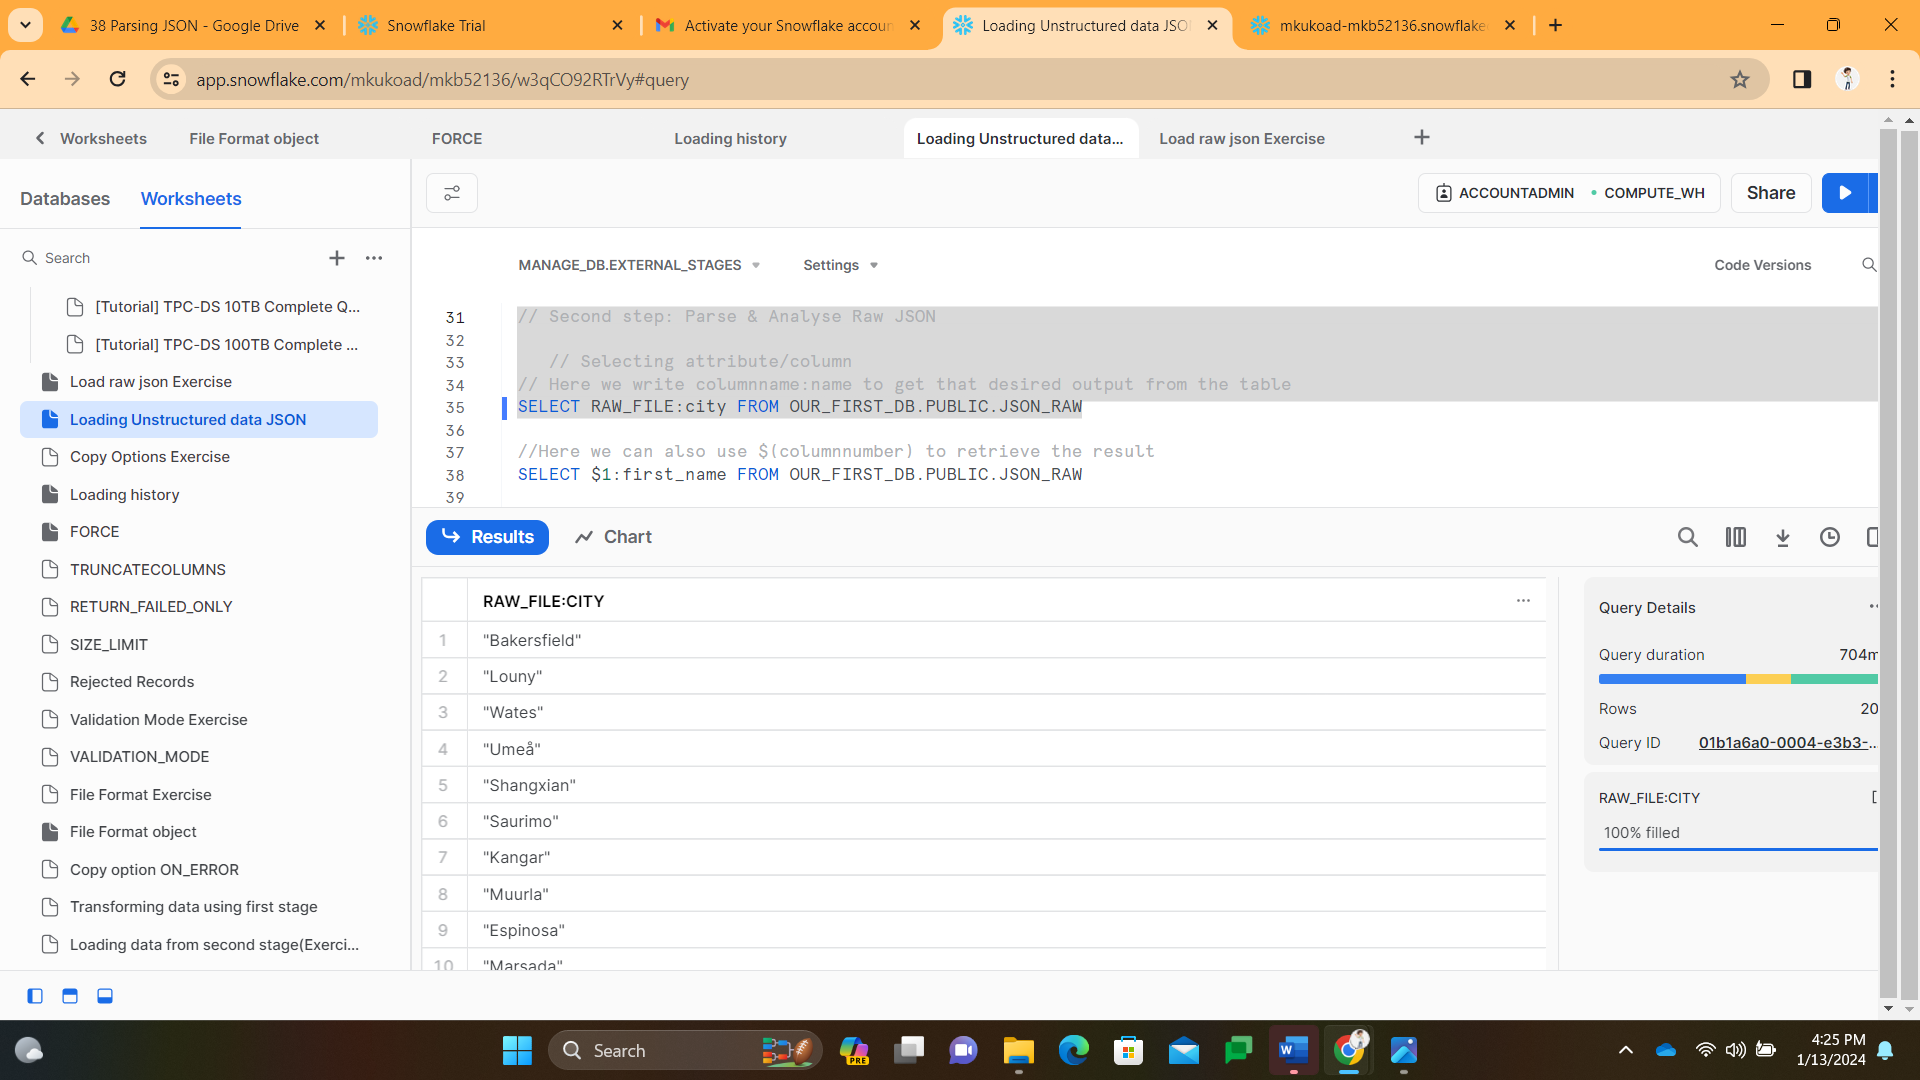 38 Parsing JSON - Google Drive
Snowflake Trial
Activate your Snowflake accoun
Loading Unstructured data JSO
mkukoad-mkb52136.snowflake
app.snowflake.com/mkukoad/mkb52136/w3qCO92RTrVy#query
Worksheets
File Format object
FORCE
Loading history
Loading Unstructured data...
Load raw json Exercise
Databases
Worksheets
ACCOUNTADMIN
COMPUTE_WH
Share
Search
MANAGE_DB.EXTERNAL_STAGES
Settings
Code Versions
[Tutorial] TPC-DS 10TB Complete Q...
[Tutorial] TPC-DS 100TB Complete ...
Load raw json Exercise
Loading Unstructured data JSON
Copy Options Exercise
Loading history
FORCE
TRUNCATECOLUMNS
RETURN_FAILED_ONLY
SIZE_LIMIT
Rejected Records
Validation Mode Exercise
VALIDATION_MODE
File Format Exercise
File Format object
Copy option ON_ERROR
Transforming data using first stage
Loading data from second stage(Exerci...
31 // Second step: Parse & Analyse Raw JSON
32
33 // Selecting attribute/column
34 // Here we write columnname:name to get that desired output from the table
35 SELECT RAW_FILE:city FROM OUR_FIRST_DB.PUBLIC.JSON_RAW
36
37 //Here we can also use $(columnnumber) to retrieve the result
38 SELECT $1:first_name FROM OUR_FIRST_DB.PUBLIC.JSON_RAW
39
Results
Chart
RAW_FILE:CITY
1 "Bakersfield"
2 "Louny"
3 "Wates"
4 "Umeå"
5 "Shangxian"
6 "Saurimo"
7 "Kangar"
8 "Muurla"
9 "Espinosa"
10 "Marsada"
Query Details
Query duration 704m
Rows 20
Query ID 01b1a6a0-0004-e3b3-...
RAW_FILE:CITY
100% filled
Search
PRE
4:25 PM
1/13/2024